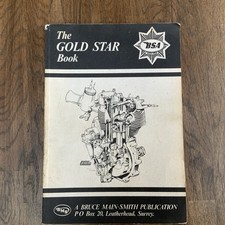 The
GOLD STAR
Book
BSA
A BRUCE MAIN-SMITH PUBLICATION
P O Box 20, Leatherhead, Surrey.